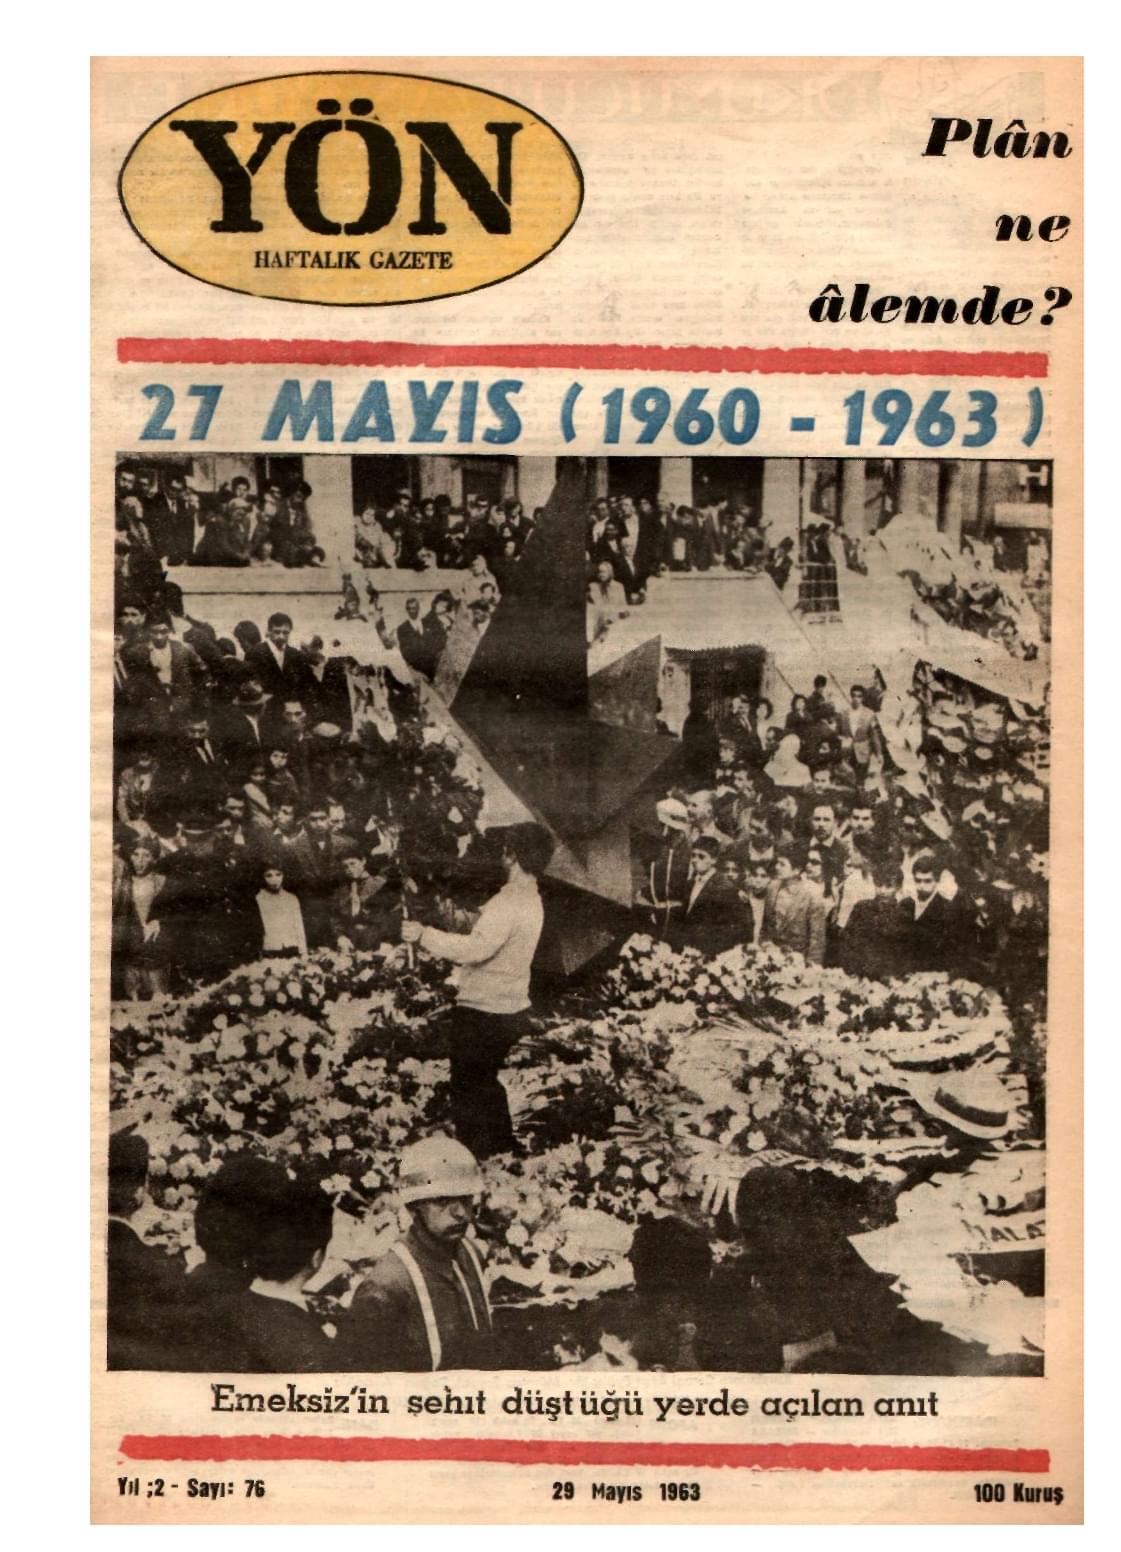 YÖN
HAFTALIK GAZETE
Plân
ne
âlemde?
27 MAYIS (1960 - 1963)
Emeksiz'in şehit düştüğü yerde açılan anıt
Yıl ;2 - Sayı: 76
29 Mayıs 1963
100 Kuruş